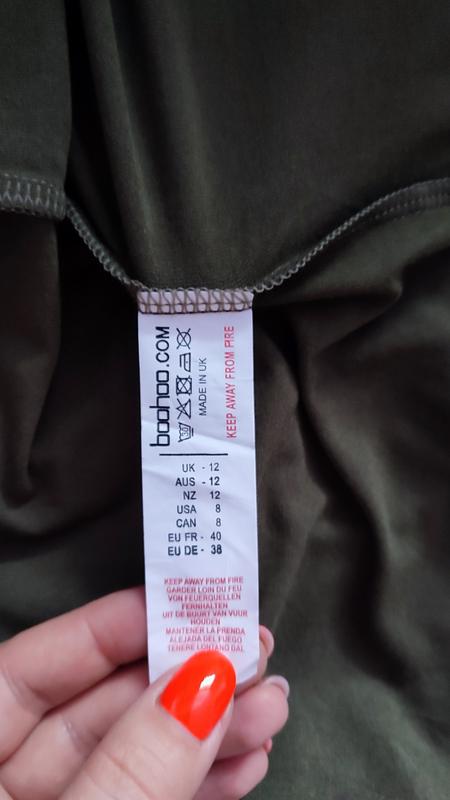 boohoo.COM
30
MADE IN UK
KEEP AWAY FROM FIRE
UK - 12
AUS - 12
NZ 12
USA 8
CAN 8
EU FR - 40
EU DE - 38
KEEP AWAY FROM FIRE
GARDER LOIN DU FEU
VON FEUERQUELLEN
FERNHALTEN
UIT DE BUURT VAN VUUR
HOUDEN
MANTENER LA PRENDA
ALEJADA DEL FUEGO
TENERE LONTANO DAL